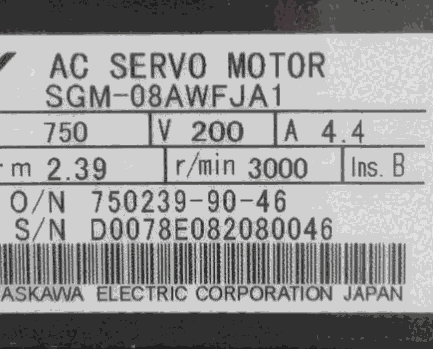 AC SERVO MOTOR
SGM-08AWFJA1
750 V 200 A 4.4
m 2.39 r/min 3000 Ins. B
O/N 750239-90-46
S/N D0078E082080046
ASKAWA ELECTRIC CORPORATION JAPAN